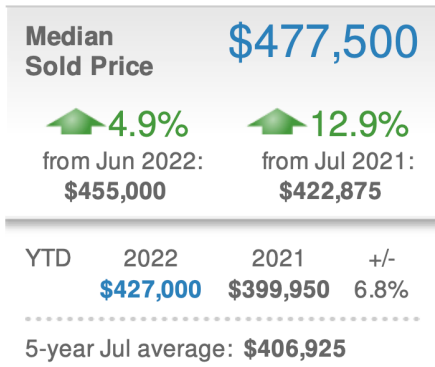 Median $477,500
Sold Price
4.9% 12.9%
from Jun 2022: from Jul 2021:
$455,000 $422,875
YTD 2022 2021 +/-
$427,000 $399,950 6.8%
5-year Jul average: $406,925